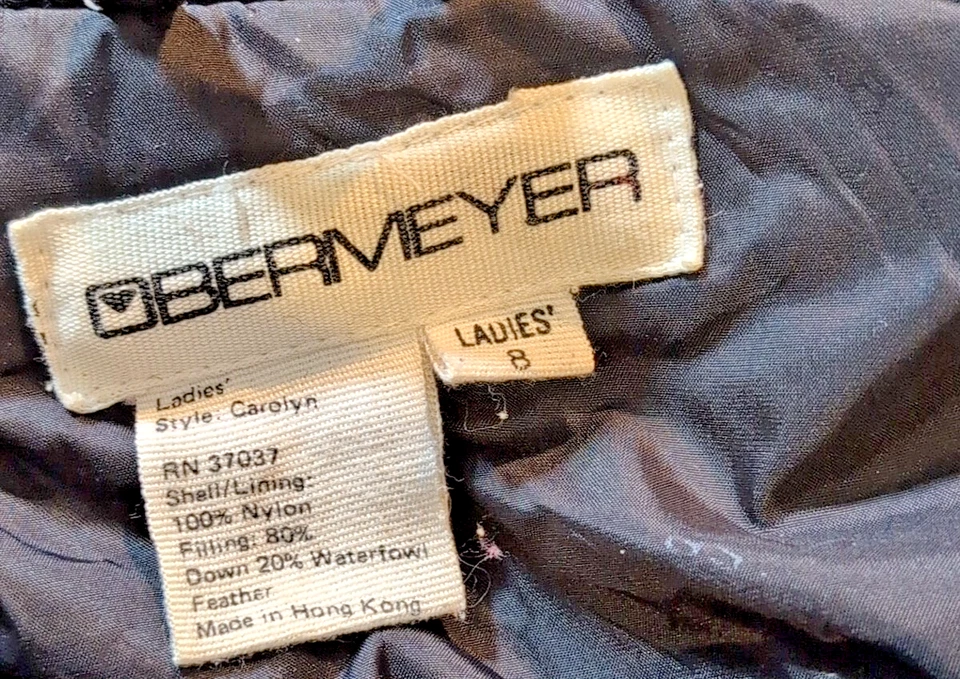 OBERMEYER
LADIES'
8
Ladies'
Style: Carolyn
RN 37037
Shell/Lining:
100% Nylon
Filling: 80%
Down 20% Waterfowl
Feather
Made in Hong Kong